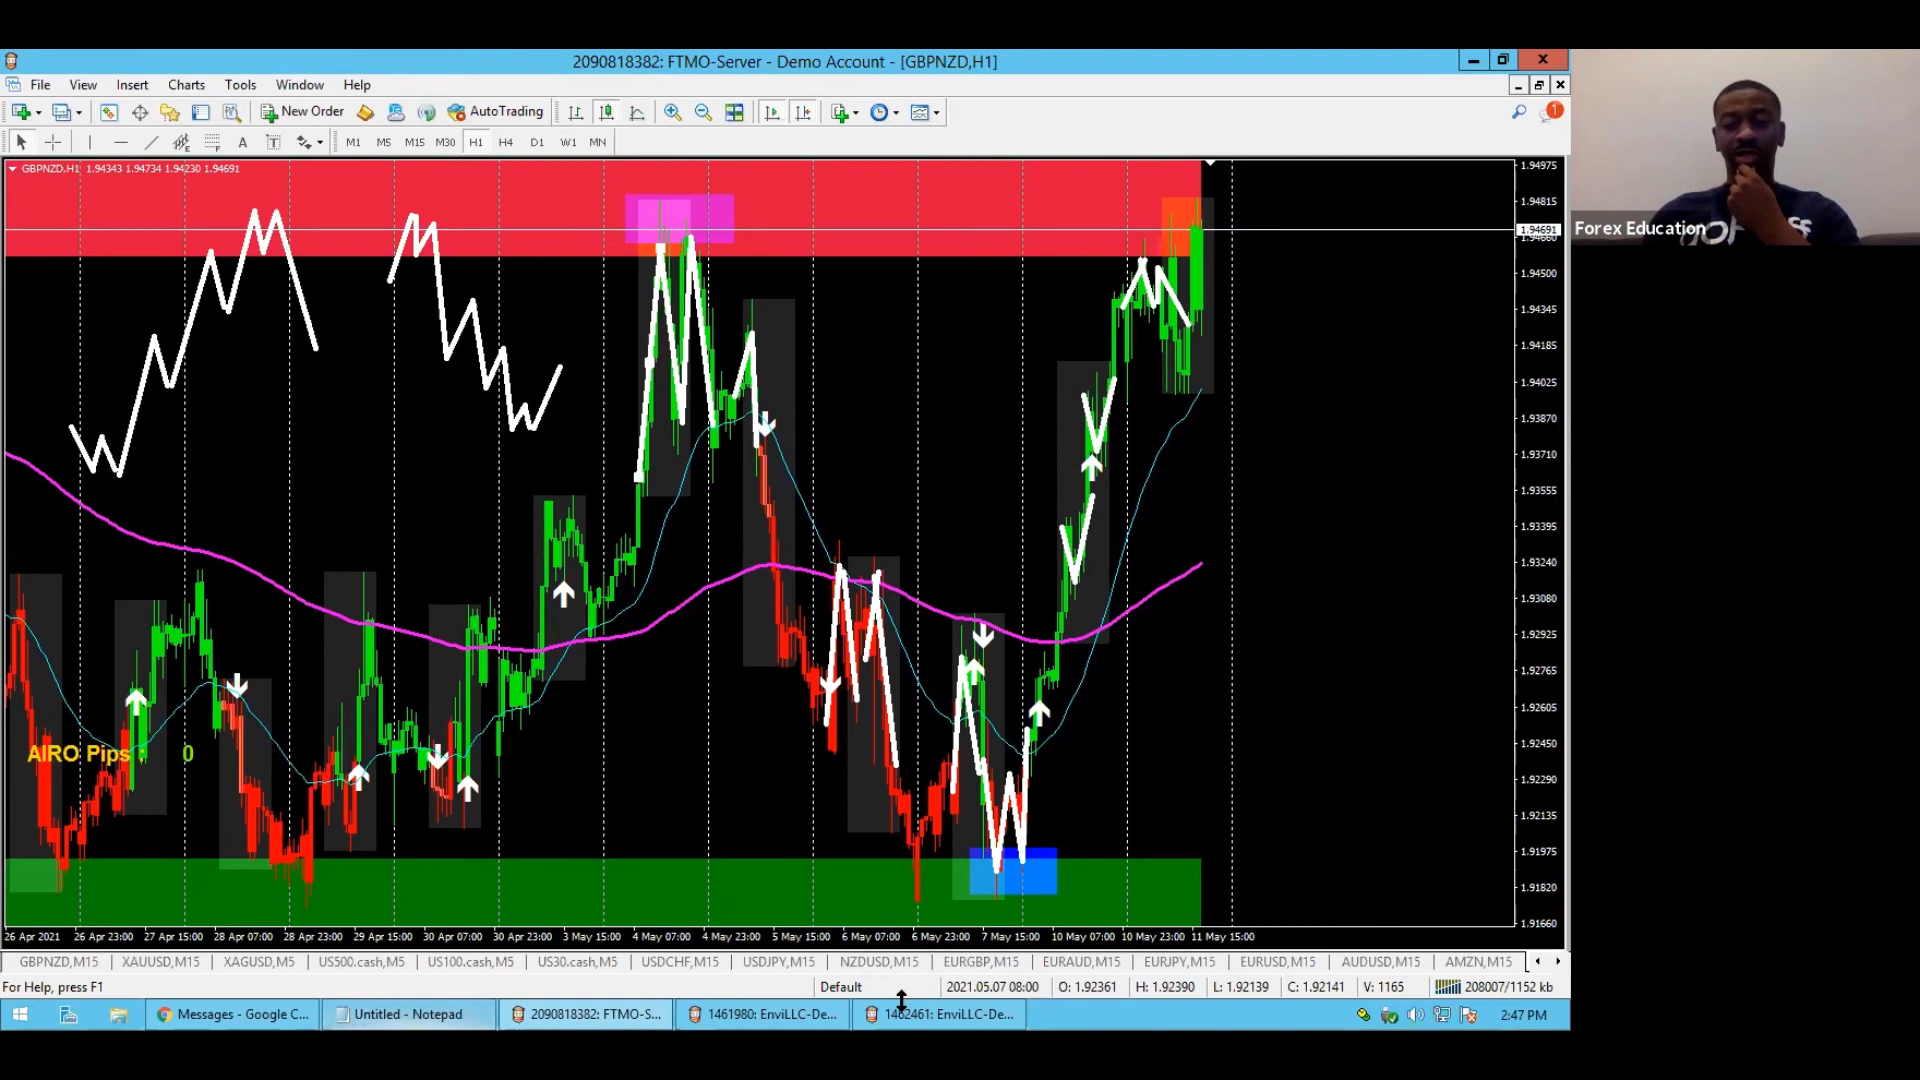 2090818382: FTMO-Server - Demo Account - [GBPNZD,H1]
File View Insert Charts Tools Window Help
New Order AutoTrading
1
A T E F
M1 M5 M15 M30 H1 H4 D1 W1 MN
GBPNZD,H1 1.94343 1.94734 1.94230 1.94691
1.94975
1.94815
1.94691
1.94660
1.94500
1.94345
1.94185
1.94025
1.93870
1.93710
1.93555
1.93395
1.93240
1.93080
1.92925
1.92765
1.92605
1.92450
1.92290
1.92135
1.91975
1.91820
1.91660
Forex Education
AIRO Pips : 0
26 Apr 2021 26 Apr 23:00 27 Apr 15:00 28 Apr 07:00 28 Apr 23:00 29 Apr 15:00 30 Apr 07:00 30 Apr 23:00 3 May 15:00 4 May 07:00 4 May 23:00 5 May 15:00 6 May 07:00 6 May 23:00 7 May 15:00 10 May 07:00 10 May 23:00 11 May 15:00
GBPNZD,M15 XAUUSD,M15 XAGUSD,M5 US500.cash,M5 US100.cash,M5 US30.cash,M5 USDCHF,M15 USDJPY,M15 NZDUSD,M15 EURGBP,M15 EURAUD,M15 EURJPY,M15 EURUSD,M15 AUDUSD,M15 AMZN,M15
For Help, press F1 Default 2021.05.07 08:00 O: 1.92361 H: 1.92390 L: 1.92139 C: 1.92141 V: 1165 208007/1152 kb
Messages - Google C... Untitled - Notepad 2090818382: FTMO-S... 1461980: EnviLLC-De... 1462461: EnviLLC-De... 2:47 PM